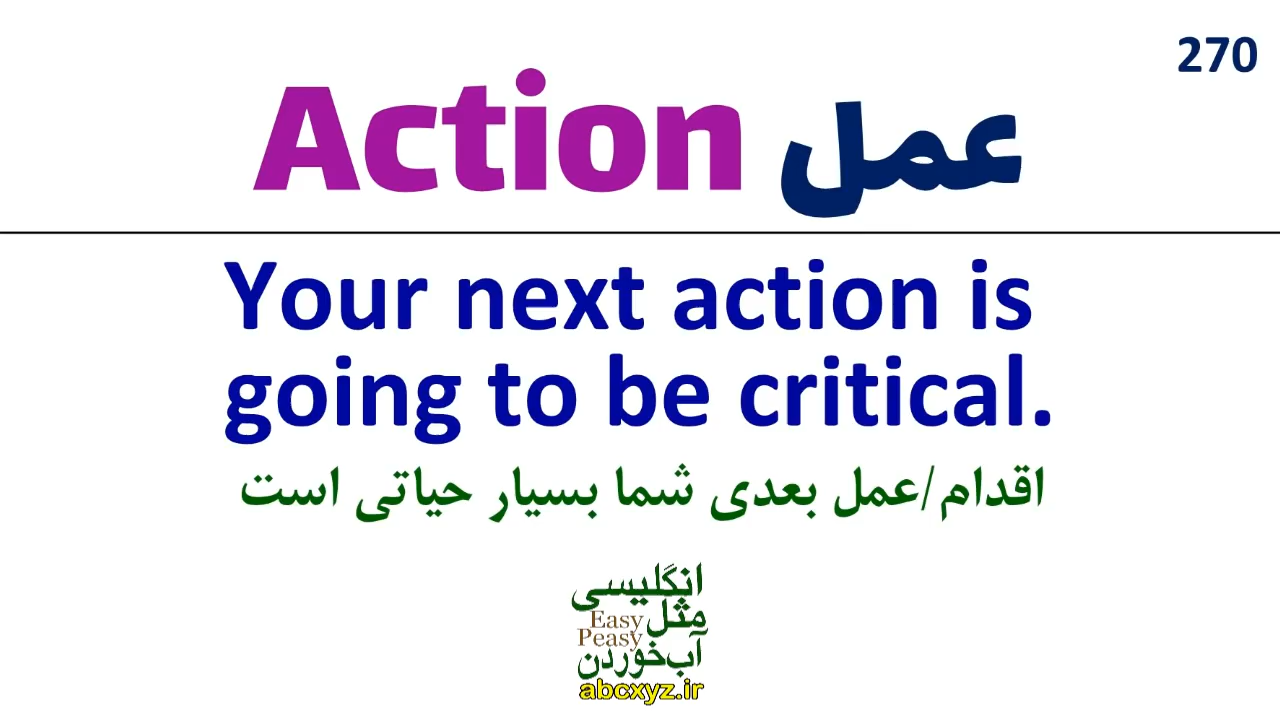 270
Action عمل
Your next action is
going to be critical.
اقدام/عمل بعدی شما بسیار حیاتی است
انگلیسی
مثل Easy
Peasy
آب‌خوردن
abcxyz.ir